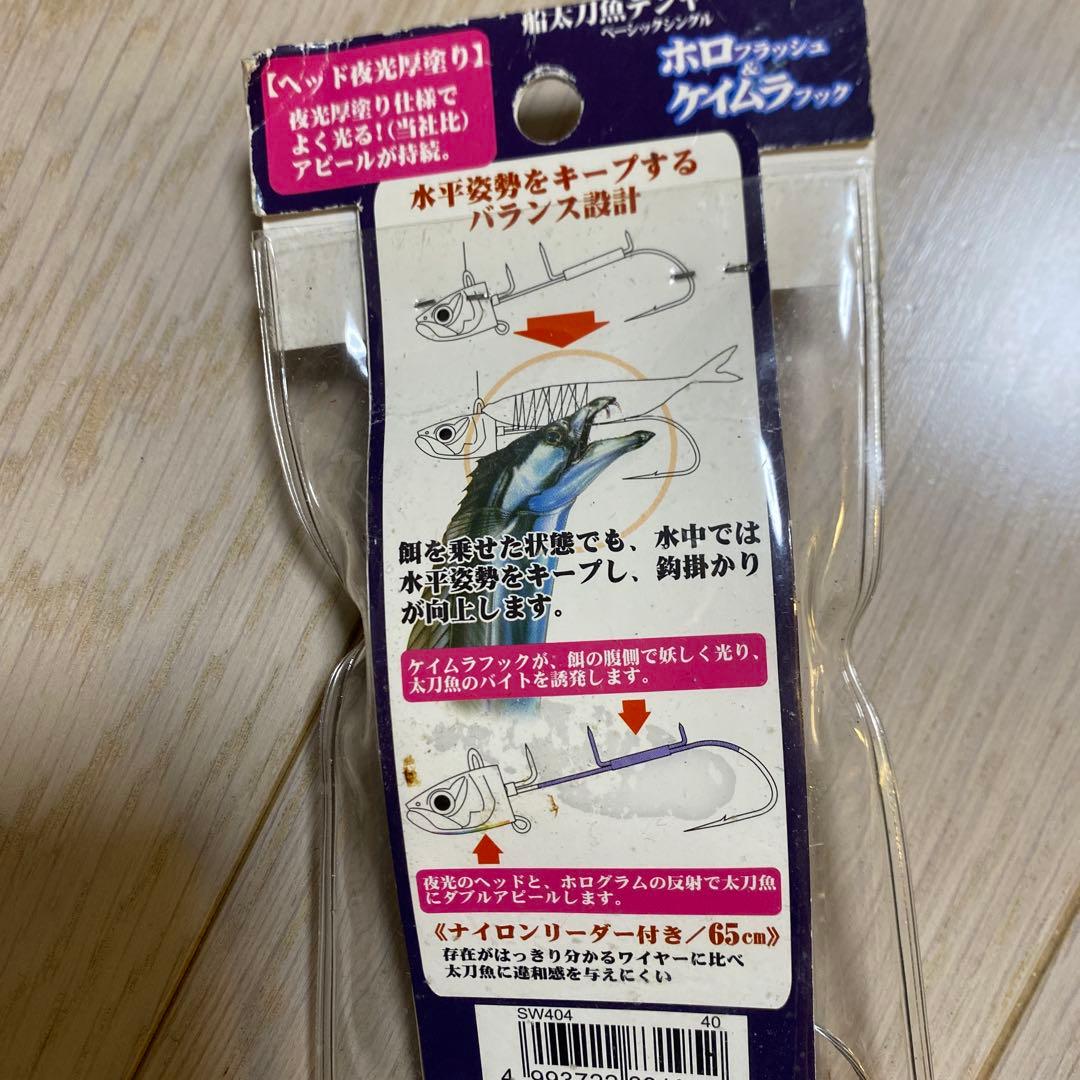 船太刀魚テンヤ
ベーシックシングル
ホロフラッシュ
&
ケイムラフック
【ヘッド夜光厚塗り】
夜光厚塗り仕様で
よく光る!(当社比)
アピールが持続。
水平姿勢をキープする
バランス設計
餌を乗せた状態でも、水中では
水平姿勢をキープし、鈎掛かり
が向上します。
ケイムラフックが、餌の腹側で妖しく光り、
太刀魚のバイトを誘発します。
夜光のヘッドと、ホログラムの反射で太刀魚
にダブルアピールします。
《ナイロンリーダー付き/65cm》
存在がはっきり分かるワイヤーに比べ
太刀魚に違和感を与えにくい
SW404 40